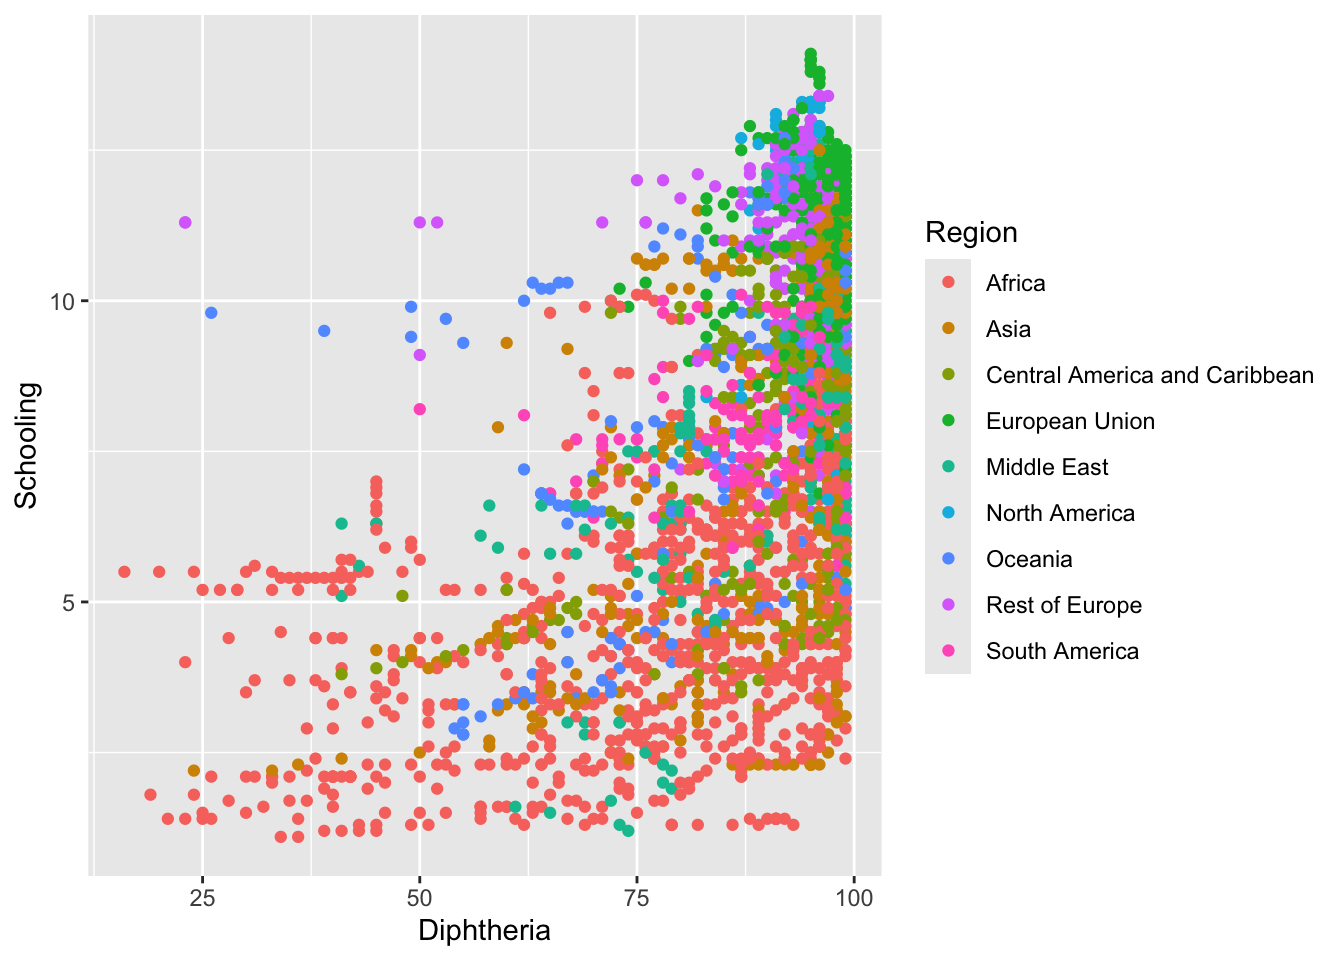 10
5
Schooling
25
50
75
100
Diphtheria
Region
Africa
Asia
Central America and Caribbean
European Union
Middle East
North America
Oceania
Rest of Europe
South America